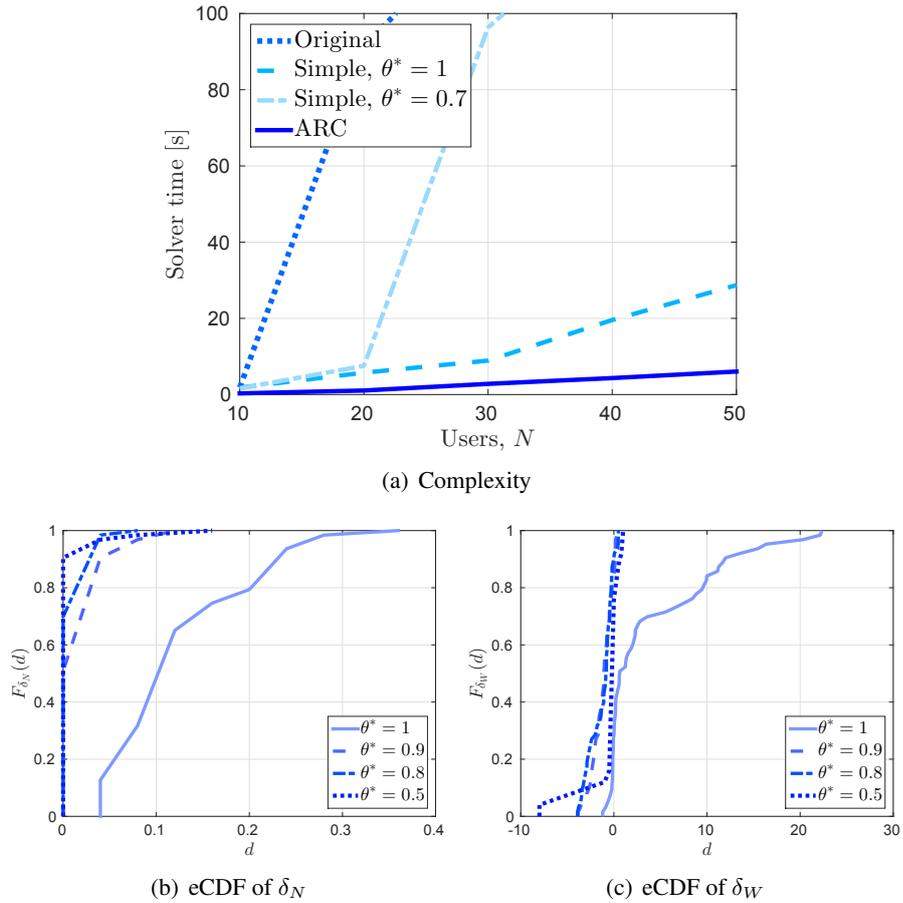 100
80
60
40
20
0
Solver time [s]
Original
Simple, θ* = 1
Simple, θ* = 0.7
ARC
10 20 30 40 50
Users, N
(a) Complexity
1
0.8
0.6
0.4
0.2
0
F_{δ_N}(d)
θ* = 1
θ* = 0.9
θ* = 0.8
θ* = 0.5
0 0.1 0.2 0.3 0.4
d
(b) eCDF of δ_N
1
0.8
0.6
0.4
0.2
0
F_{δ_W}(d)
θ* = 1
θ* = 0.9
θ* = 0.8
θ* = 0.5
-10 0 10 20 30
d
(c) eCDF of δ_W